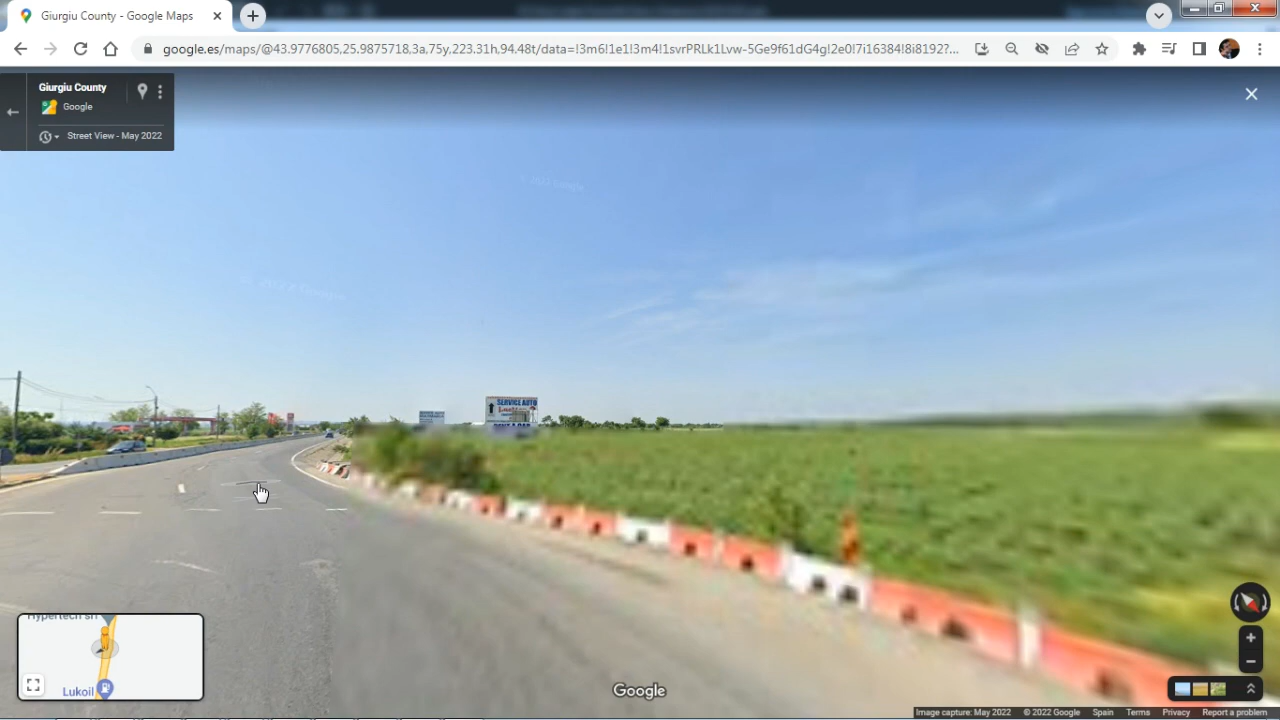 Giurgiu County - Google Maps
google.es/maps/@43.9776805,25.9875718,3a,75y,223.31h,94.48t/data=!3m6!1e1!3m4!1svrPRLk1Lvw-5Ge9f61dG4g!2e0!7i16384!8i8192?...
Giurgiu County
Google
Street View - May 2022
SERVICE AUTO
RENT A CAR
Hypertech srl
Lukoil
Google
Image capture: May 2022 © 2022 Google Spain Terms Privacy Report a problem